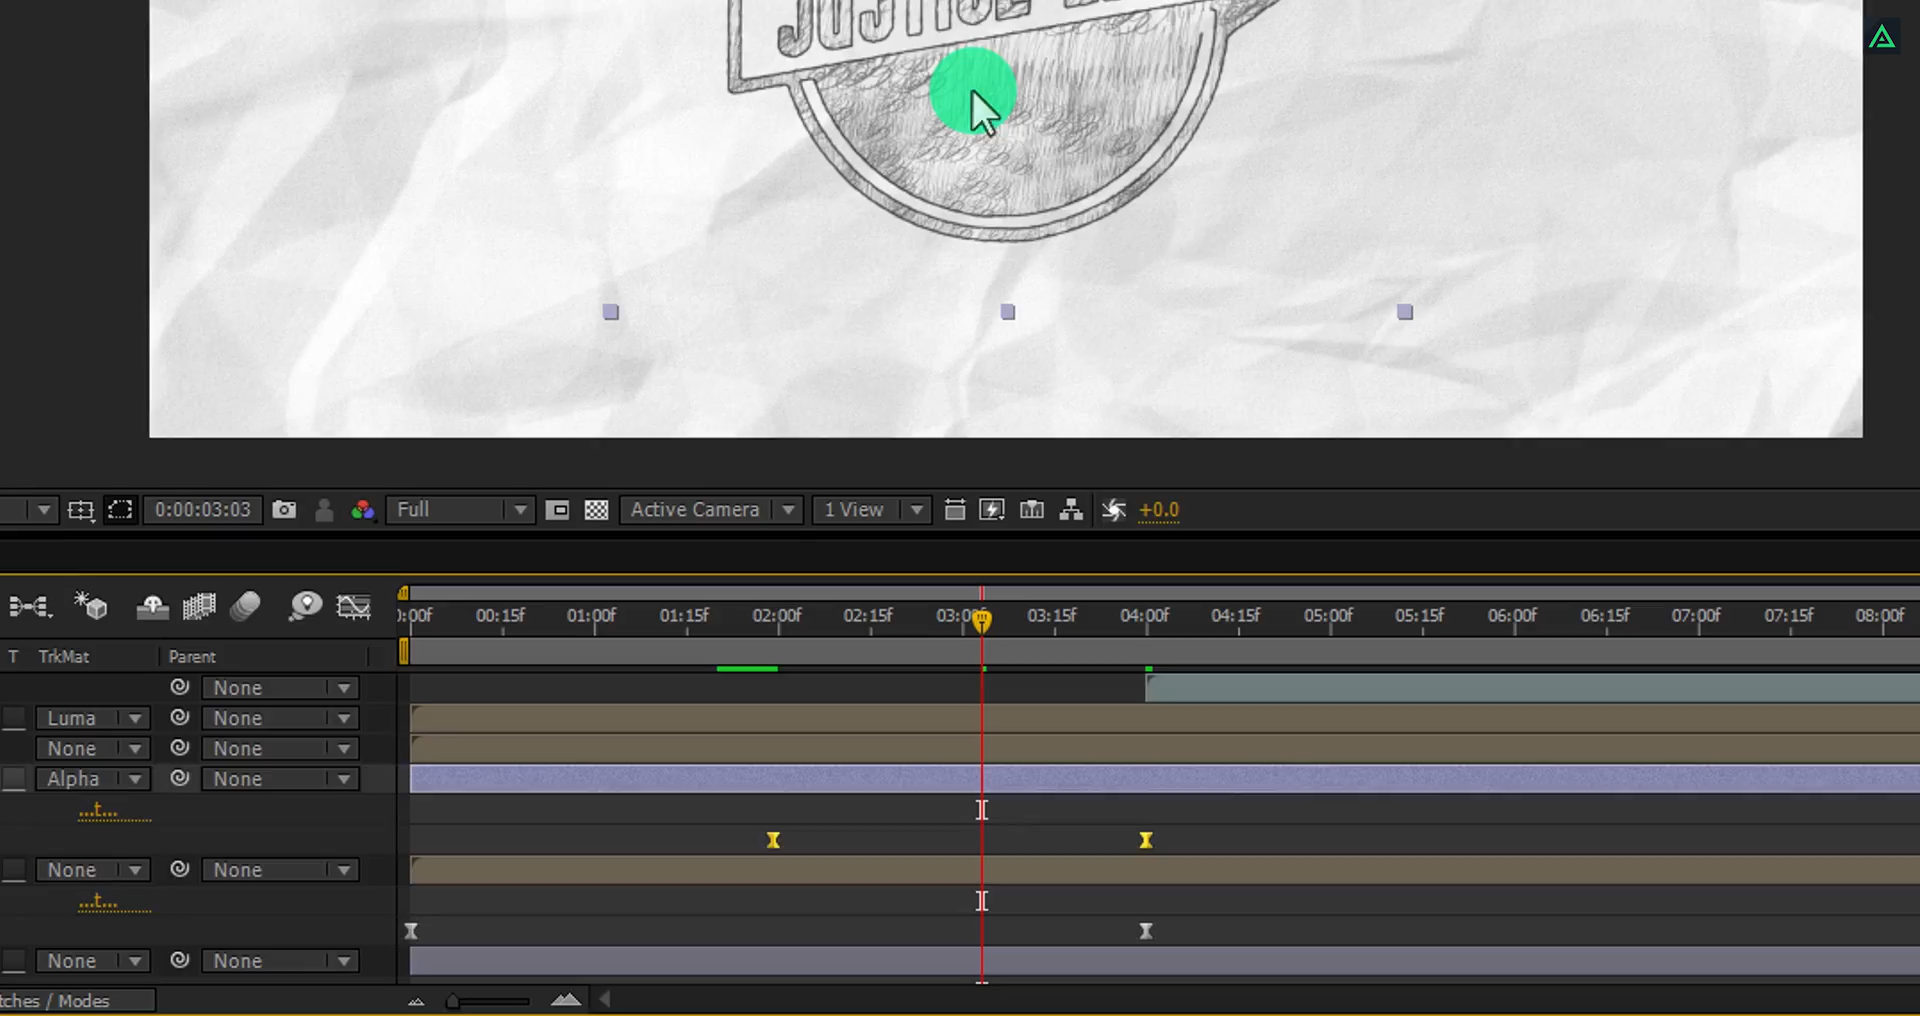 JUSTICE
0:00:03:03
Full
Active Camera
1 View
+0.0
0:00f 00:15f 01:00f 01:15f 02:00f 02:15f 03:00f 03:15f 04:00f 04:15f 05:00f 05:15f 06:00f 06:15f 07:00f 07:15f 08:00f
T TrkMat Parent
None
Luma None
None None
Alpha None
...t...
None None
...t...
None None
tches / Modes